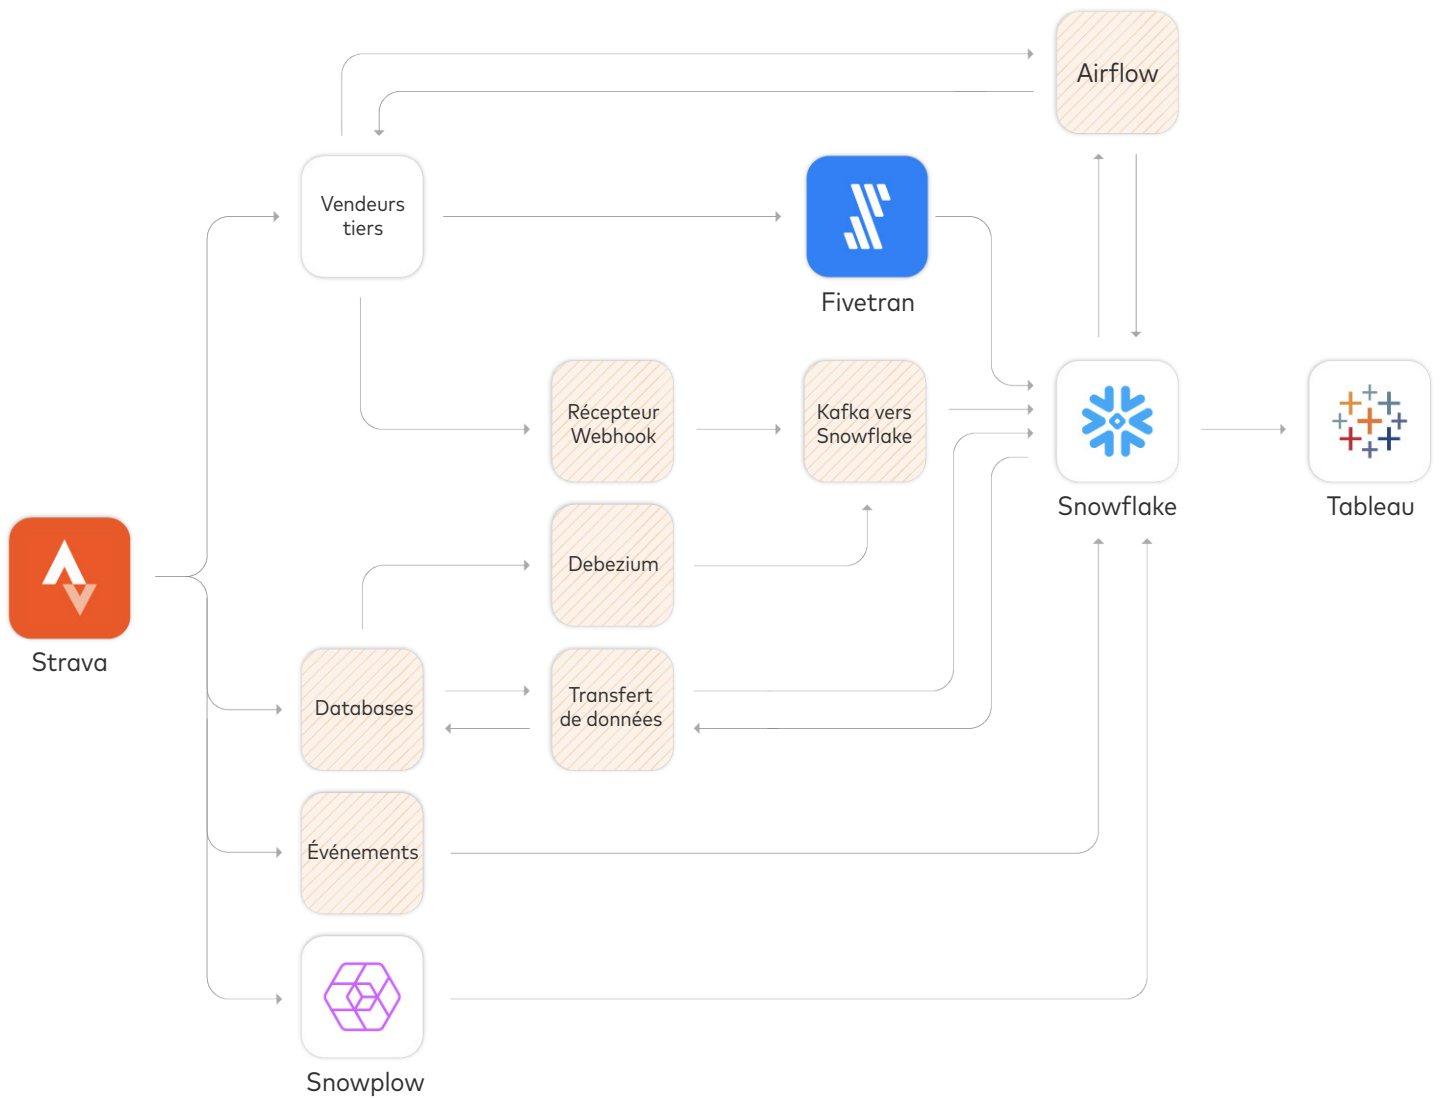 Airflow
Vendeurs
tiers
Fivetran
Récepteur
Webhook
Kafka vers
Snowflake
Snowflake
Tableau
Debezium
Strava
Databases
Transfert
de données
Événements
Snowplow